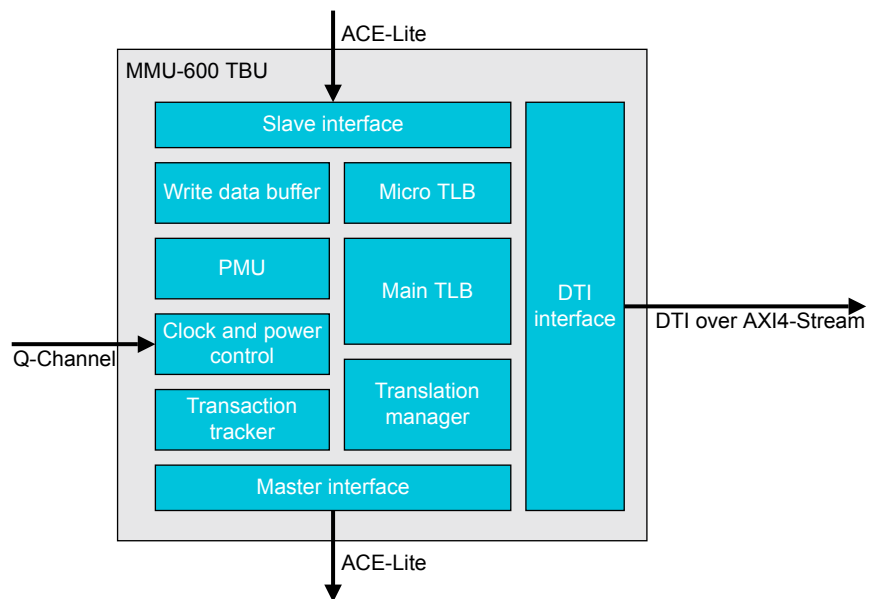 ACE-Lite
MMU-600 TBU
Slave interface
Write data buffer
Micro TLB
PMU
Main TLB
DTI
interface
DTI over AXI4-Stream
Q-Channel
Clock and power
control
Translation
manager
Transaction
tracker
Master interface
ACE-Lite